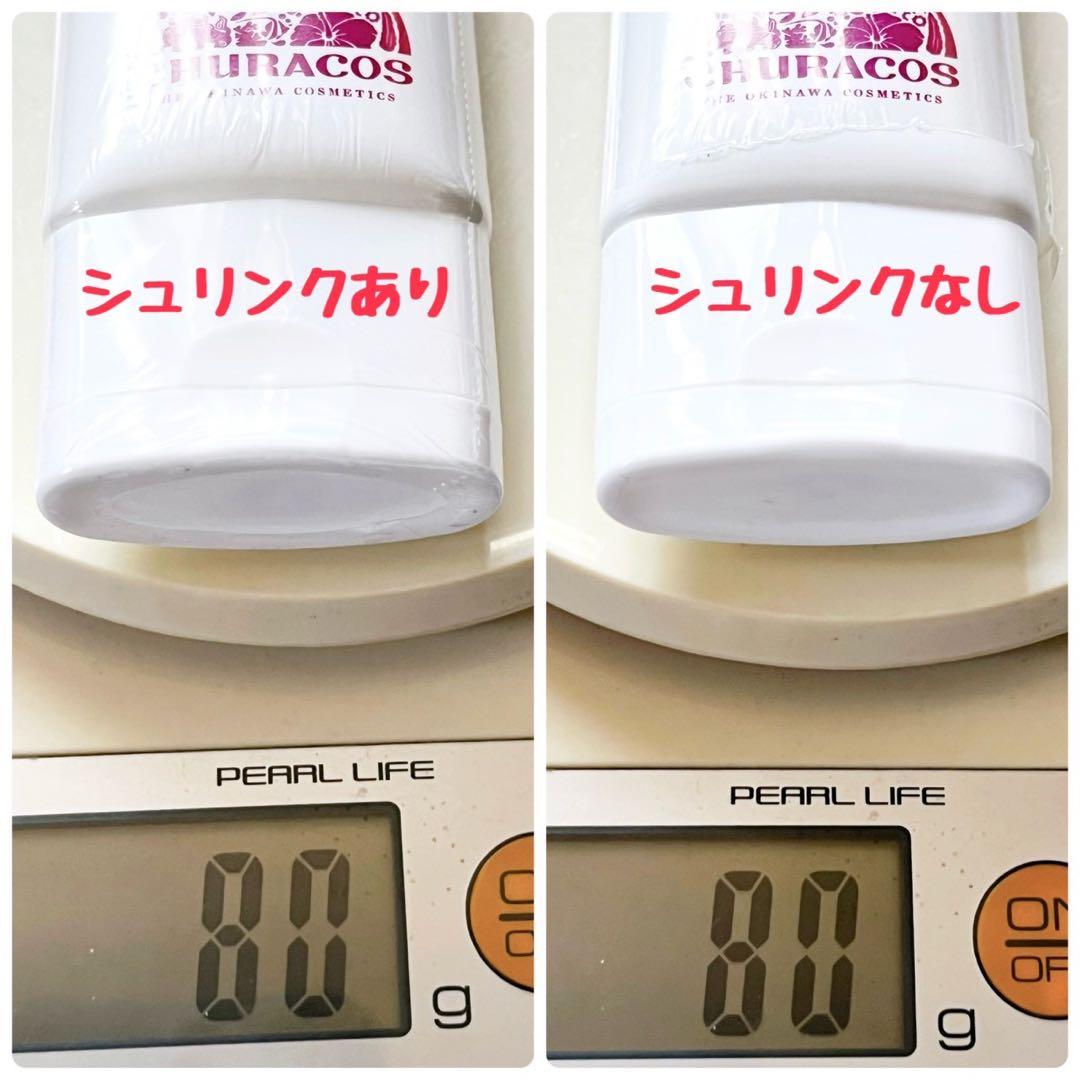 HURACOS
OKINAWA COSMETICS
シュリンクあり
PEARL LIFE
80
g
HURACOS
THE OKINAWA COSMETICS
シュリンクなし
PEARL LIFE
80
g
ON
OFF